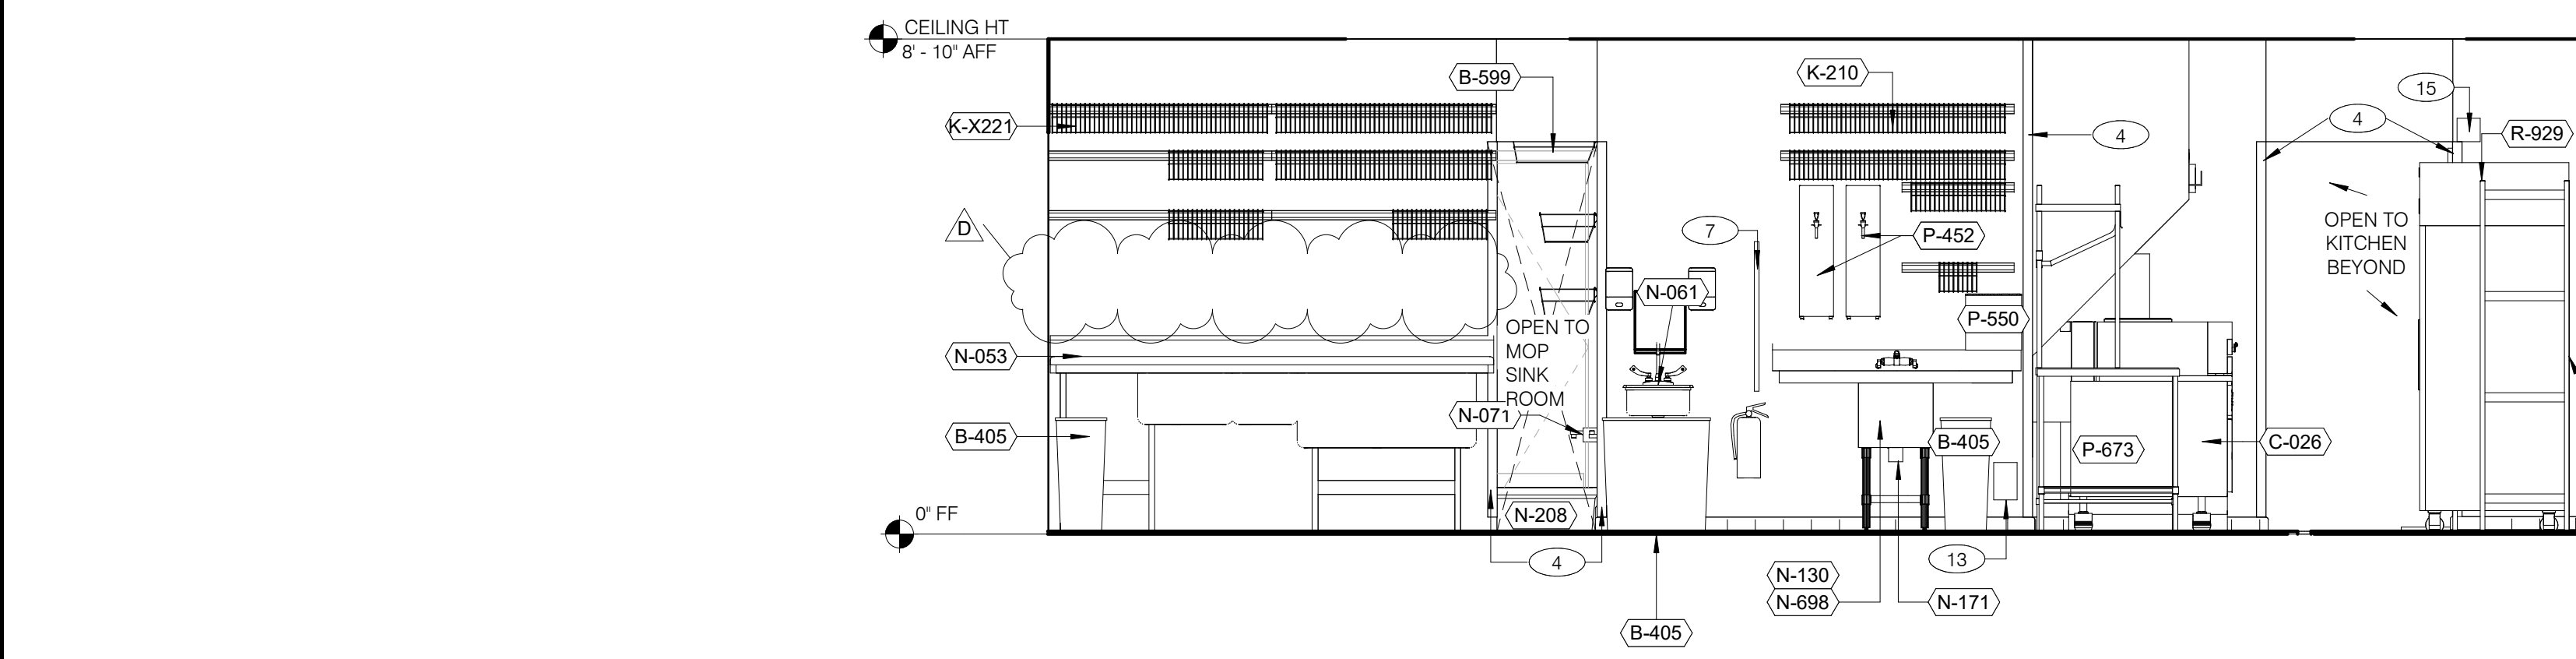 CEILING HT
8' - 10" AFF
B-599
K-210
15
K-X221
4
4
R-929
D
7
P-452
OPEN TO
KITCHEN
BEYOND
N-061
P-550
OPEN TO
MOP
SINK
ROOM
N-053
N-071
B-405
B-405
P-673
C-026
0" FF
N-208
4
13
N-130
N-698
N-171
B-405